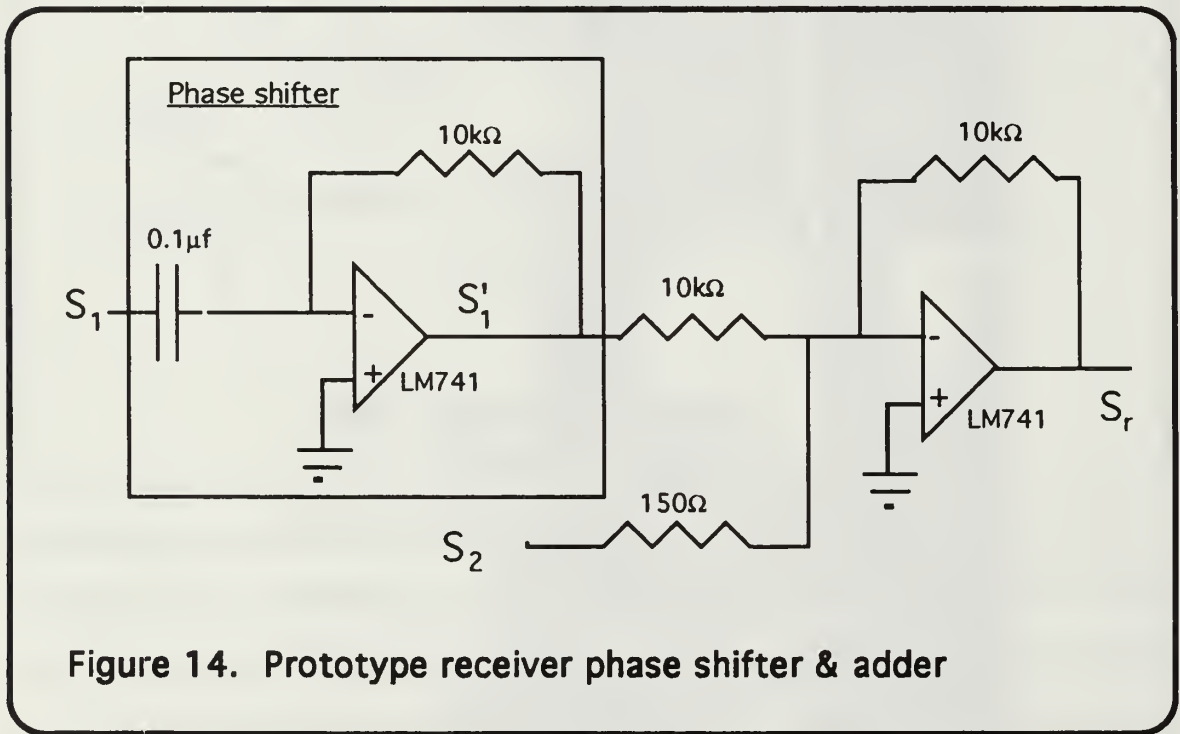 Phase shifter
10kΩ
10kΩ
0.1µf
S1
S'1
10kΩ
-
+
LM741
-
+
LM741
Sr
150Ω
S2
Figure 14. Prototype receiver phase shifter & adder